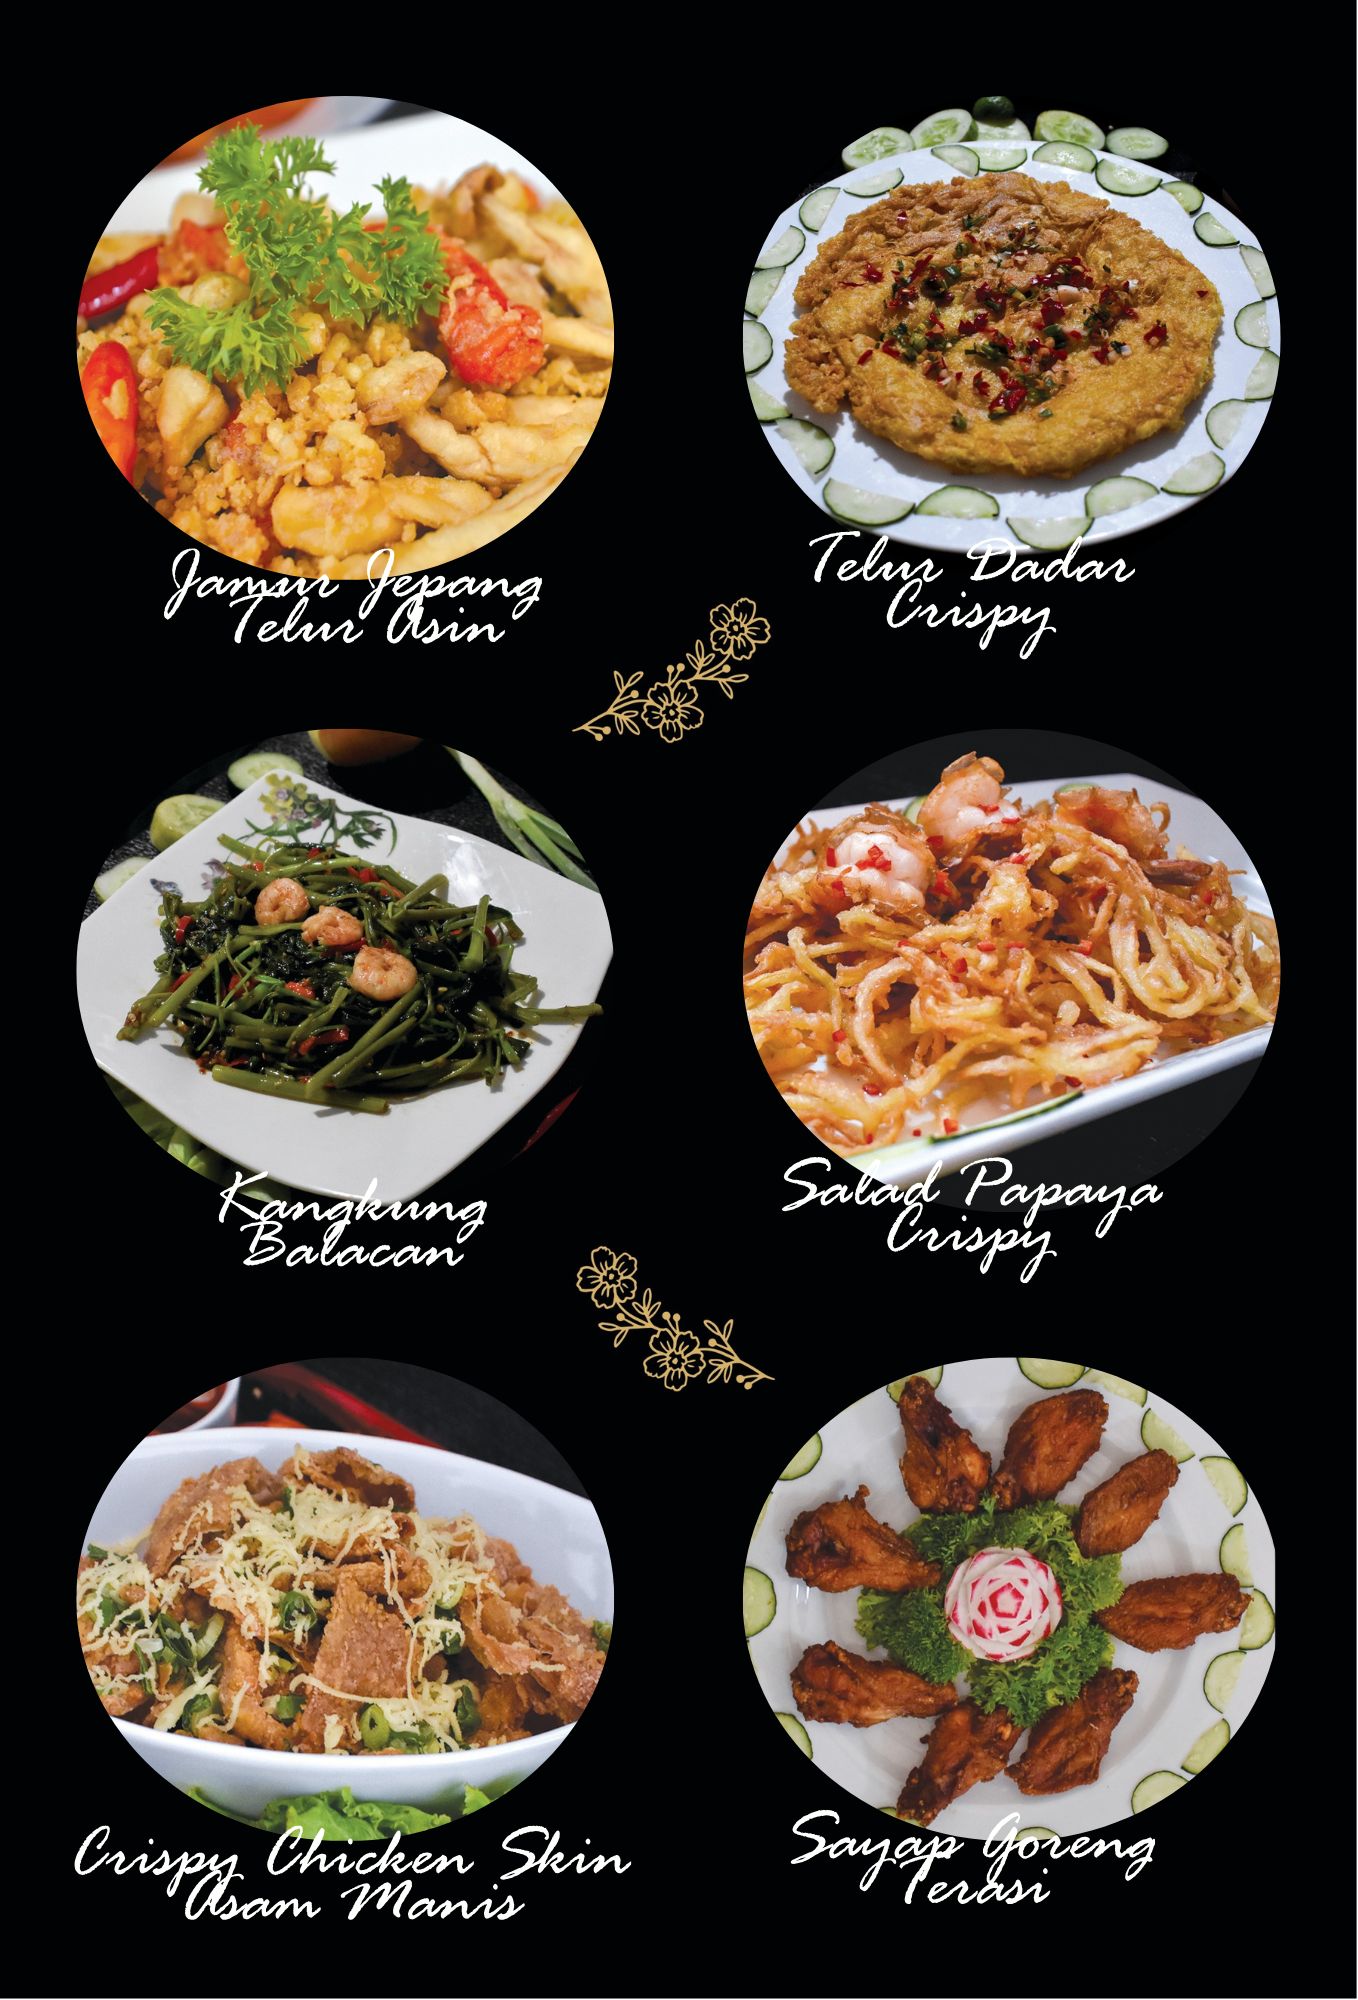 Jamur Jepang
Telur Asin
Telur Dadar
Crispy
Kangkung
Balacan
Salad Papaya
Crispy
Crispy Chicken Skin
Asam Manis
Sayap Goreng
Terasi